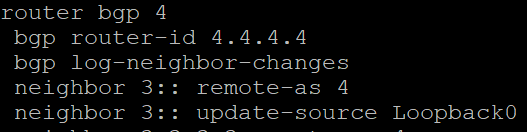 router bgp 4
bgp router-id 4.4.4.4
bgp log-neighbor-changes
neighbor 3:: remote-as 4
neighbor 3:: update-source Loopback0